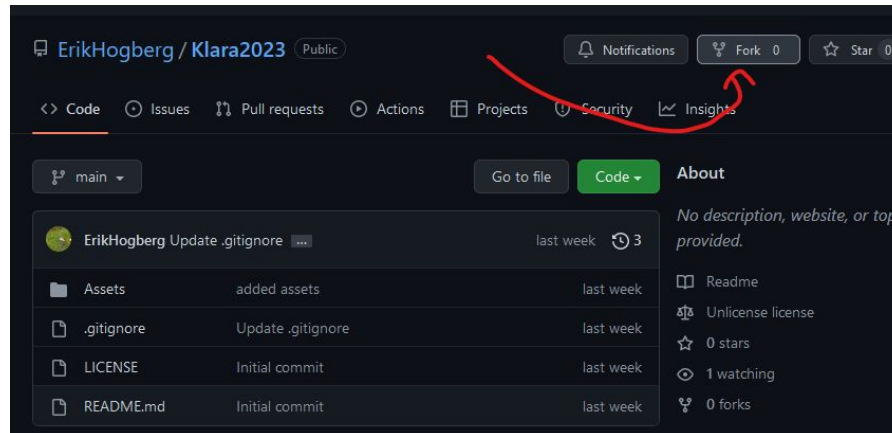 ErikHogberg / Klara2023 Public
Notifications Fork 0 Star 0
Code Issues Pull requests Actions Projects Security Insights
main Go to file Code
ErikHogberg Update .gitignore ... last week 3
Assets added assets last week
.gitignore Update .gitignore last week
LICENSE Initial commit last week
README.md Initial commit last week
About
No description, website, or top
provided.
Readme
Unlicense license
0 stars
1 watching
0 forks